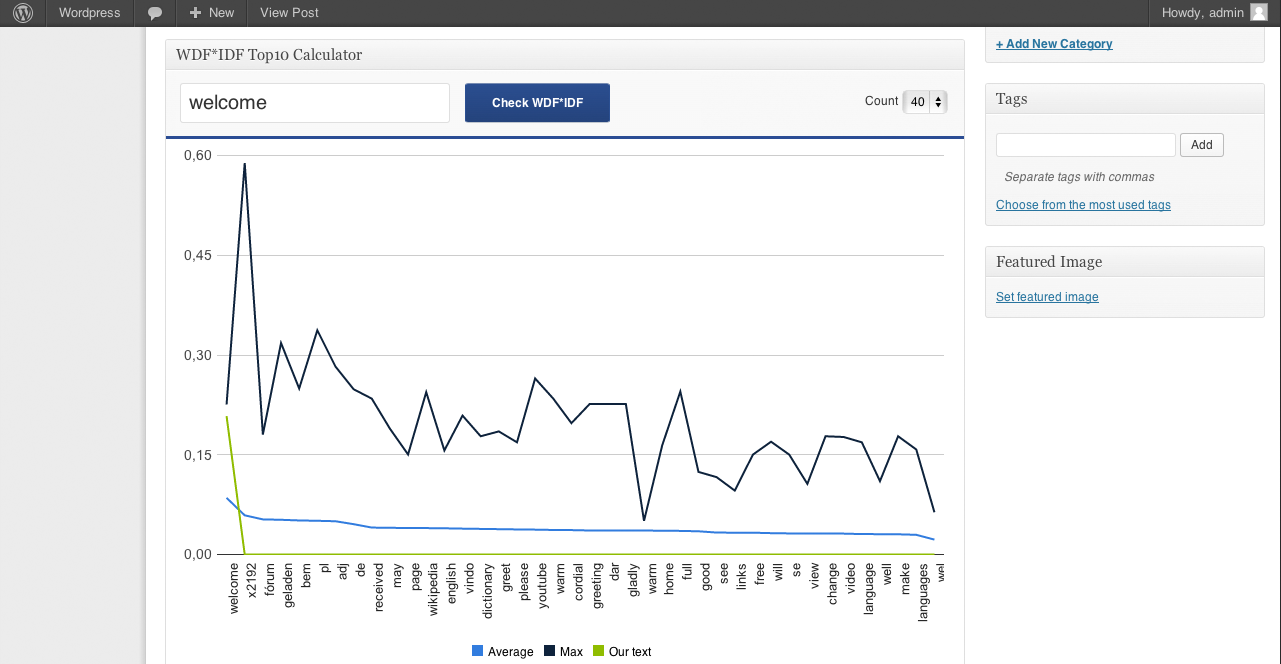 Wordpress
New
View Post
Howdy, admin
WDF*IDF Top10 Calculator
welcome
Check WDF*IDF
Count
40
0,60
0,45
0,30
0,15
0,00
welcome
x2192
fórum
geladen
bem
pl
adj
de
received
may
page
wikipedia
english
vindo
dictionary
greet
please
youtube
warm
cordial
greeting
dar
gladly
warm
home
full
good
see
links
free
will
se
view
change
video
language
well
make
languages
wel
Average
Max
Our text
+ Add New Category
Tags
Add
Separate tags with commas
Choose from the most used tags
Featured Image
Set featured image